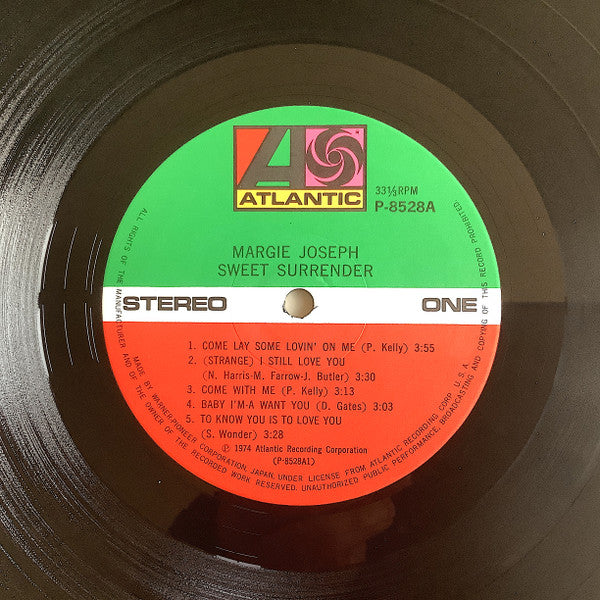 ATLANTIC
33⅓RPM
P-8528A
MARGIE JOSEPH
SWEET SURRENDER
STEREO
ONE
1. COME LAY SOME LOVIN' ON ME (P. Kelly) 3:55
2. (STRANGE) I STILL LOVE YOU
(N. Harris-M. Farrow-J. Butler) 3:30
3. COME WITH ME (P. Kelly) 3:13
4. BABY I'M-A WANT YOU (D. Gates) 3:03
5. TO KNOW YOU IS TO LOVE YOU
(S. Wonder) 3:28
℗ 1974 Atlantic Recording Corporation
(P-8528A1)
MADE BY WARNER-PIONEER CORPORATION, JAPAN, UNDER LICENSE FROM ATLANTIC RECORDING CORP. U.S.A.
ALL RIGHTS OF THE MANUFACTURER AND OF THE OWNER OF THE RECORDED WORK RESERVED. UNAUTHORIZED PUBLIC PERFORMANCE, BROADCASTING AND COPYING OF THIS RECORD PROHIBITED.